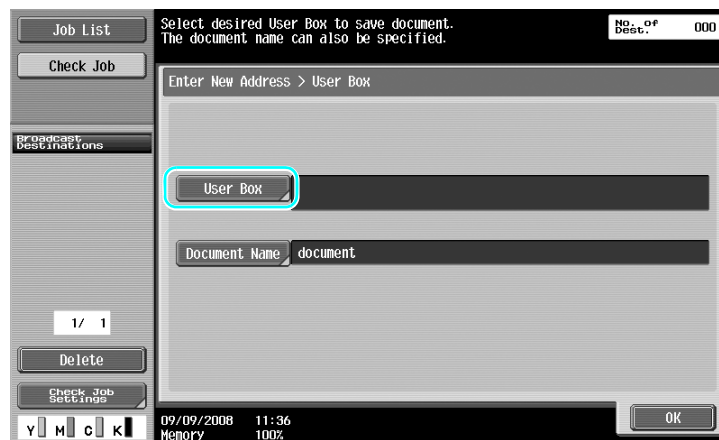 Job List
Check Job
Select desired User Box to save document.
The document name can also be specified.
No. of
Dest.
000
Enter New Address > User Box
Broadcast
Destinations
User Box
Document Name
document
1/ 1
Delete
Check Job
Settings
Y M C K
09/09/2008 11:36
Memory 100%
OK